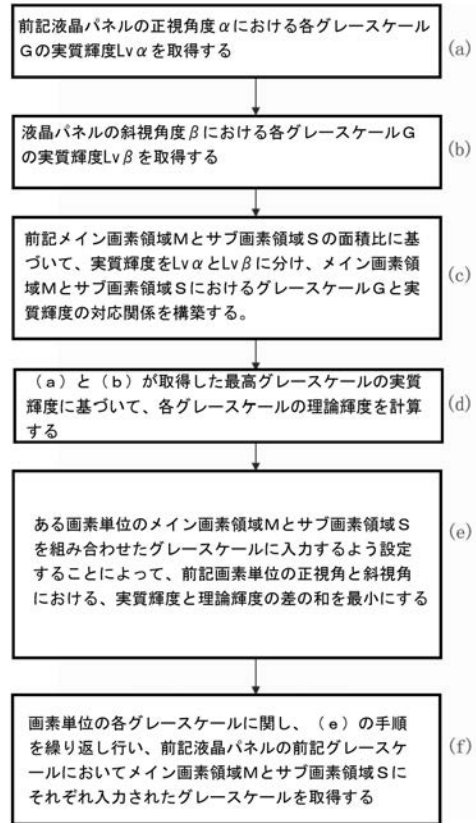 前記液晶パネルの正視角度αにおける各グレースケール
Gの実質輝度Lvαを取得する
(a)
液晶パネルの斜視角度βにおける各グレースケールG
の実質輝度Lvβを取得する
(b)
前記メイン画素領域Mとサブ画素領域Sの面積比に基
づいて、実質輝度をLvαとLvβに分け、メイン画素領
域Mとサブ画素領域SにおけるグレースケールGと実
質輝度の対応関係を構築する。
(c)
(a)と(b)が取得した最高グレースケールの実質
輝度に基づいて、各グレースケールの理論輝度を計算
する
(d)
ある画素単位のメイン画素領域Mとサブ画素領域S
を組み合わせたグレースケールに入力するよう設定
することによって、前記画素単位の正視角と斜視角
における、実質輝度と理論輝度の差の和を最小にする
(e)
画素単位の各グレースケールに関し、(e)の手順
を繰り返し行い、前記液晶パネルの前記グレースケ
ールにおいてメイン画素領域Mとサブ画素領域Sに
それぞれ入力されたグレースケールを取得する
(f)